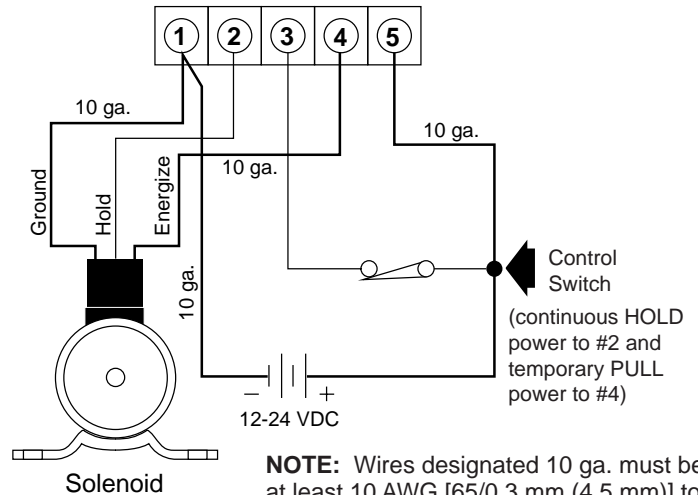 1 2 3 4 5
10 ga.
10 ga.
10 ga.
Ground
Hold
Energize
10 ga.
Control
Switch
(continuous HOLD
power to #2 and
temporary PULL
power to #4)
– +
12-24 VDC
Solenoid
NOTE: Wires designated 10 ga. must be
at least 10 AWG [65/0.3 mm (4.5 mm)] to